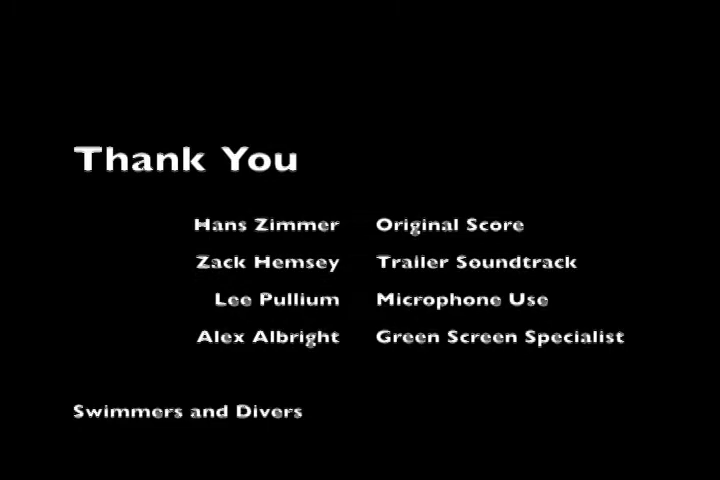 Thank You
Hans Zimmer Original Score
Zack Hemsey Trailer Soundtrack
Lee Pullium Microphone Use
Alex Albright Green Screen Specialist
Swimmers and Divers